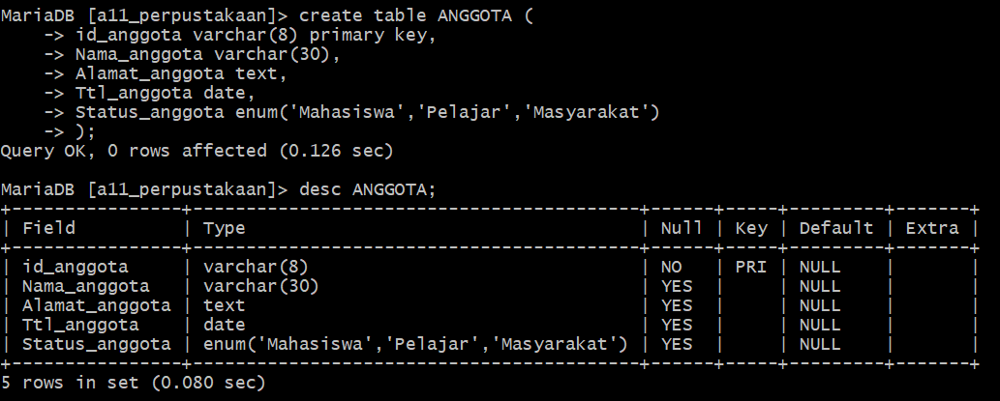 MariaDB [a11_perpustakaan]> create table ANGGOTA (
    -> id_anggota varchar(8) primary key,
    -> Nama_anggota varchar(30),
    -> Alamat_anggota text,
    -> Ttl_anggota date,
    -> Status_anggota enum('Mahasiswa','Pelajar','Masyarakat')
    -> );
Query OK, 0 rows affected (0.126 sec)
MariaDB [a11_perpustakaan]> desc ANGGOTA;
+----------------+-------------------------------------------+------+-----+---------+-------+
| Field          | Type                                      | Null | Key | Default | Extra |
+----------------+-------------------------------------------+------+-----+---------+-------+
| id_anggota     | varchar(8)                                | NO   | PRI | NULL    |       |
| Nama_anggota   | varchar(30)                               | YES  |     | NULL    |       |
| Alamat_anggota | text                                      | YES  |     | NULL    |       |
| Ttl_anggota    | date                                      | YES  |     | NULL    |       |
| Status_anggota | enum('Mahasiswa','Pelajar','Masyarakat') | YES  |     | NULL    |       |
+----------------+-------------------------------------------+------+-----+---------+-------+
5 rows in set (0.080 sec)